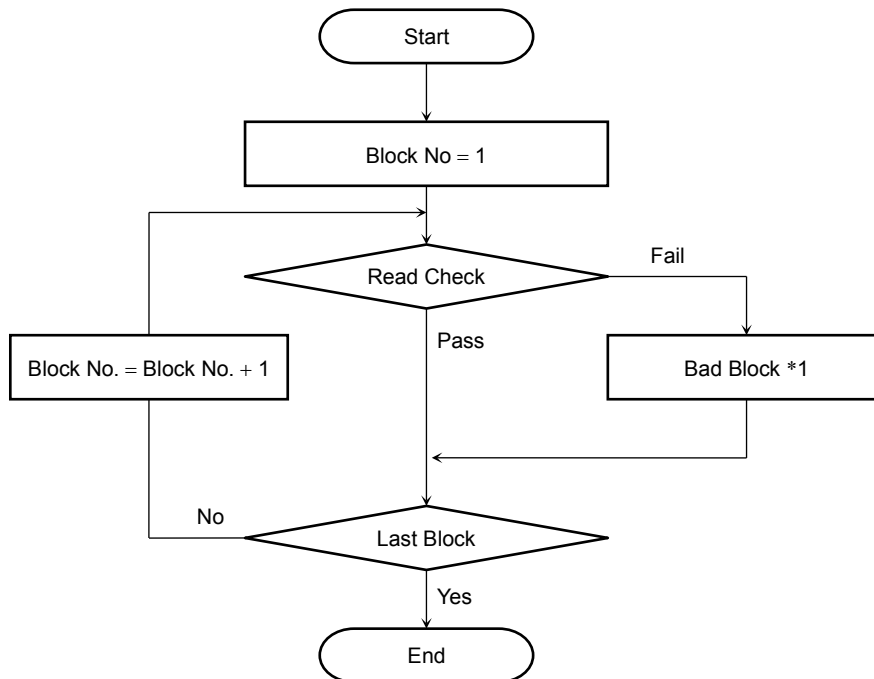 Start
Block No = 1
Read Check
Fail
Pass
Block No. = Block No. + 1
Bad Block *1
No
Last Block
Yes
End